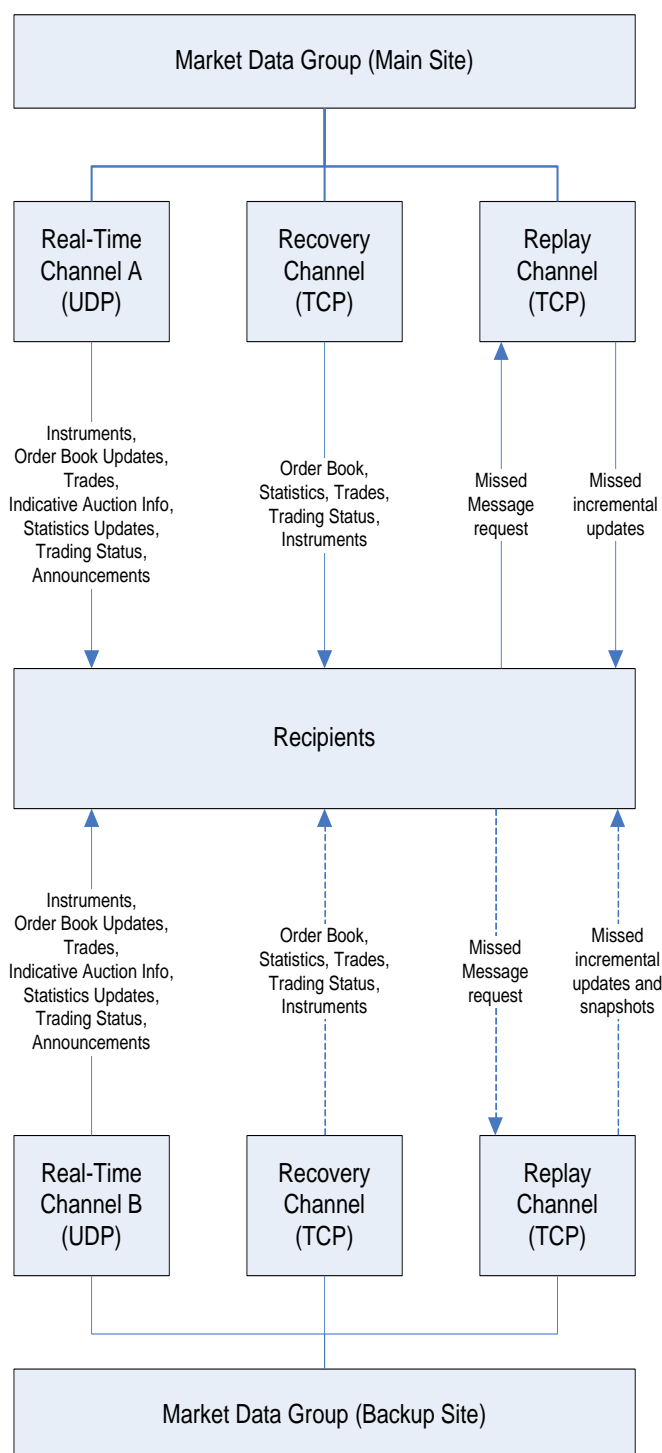 Market Data Group (Main Site)
Real-Time
Channel A
(UDP)
Recovery
Channel
(TCP)
Replay
Channel
(TCP)
Instruments,
Order Book Updates,
Trades,
Indicative Auction Info,
Statistics Updates,
Trading Status,
Announcements
Order Book,
Statistics, Trades,
Trading Status,
Instruments
Missed
Message
request
Missed
incremental
updates
Recipients
Instruments,
Order Book Updates,
Trades,
Indicative Auction Info,
Statistics Updates,
Trading Status,
Announcements
Order Book,
Statistics, Trades,
Trading Status,
Instruments
Missed
Message
request
Missed
incremental
updates and
snapshots
Real-Time
Channel B
(UDP)
Recovery
Channel
(TCP)
Replay
Channel
(TCP)
Market Data Group (Backup Site)